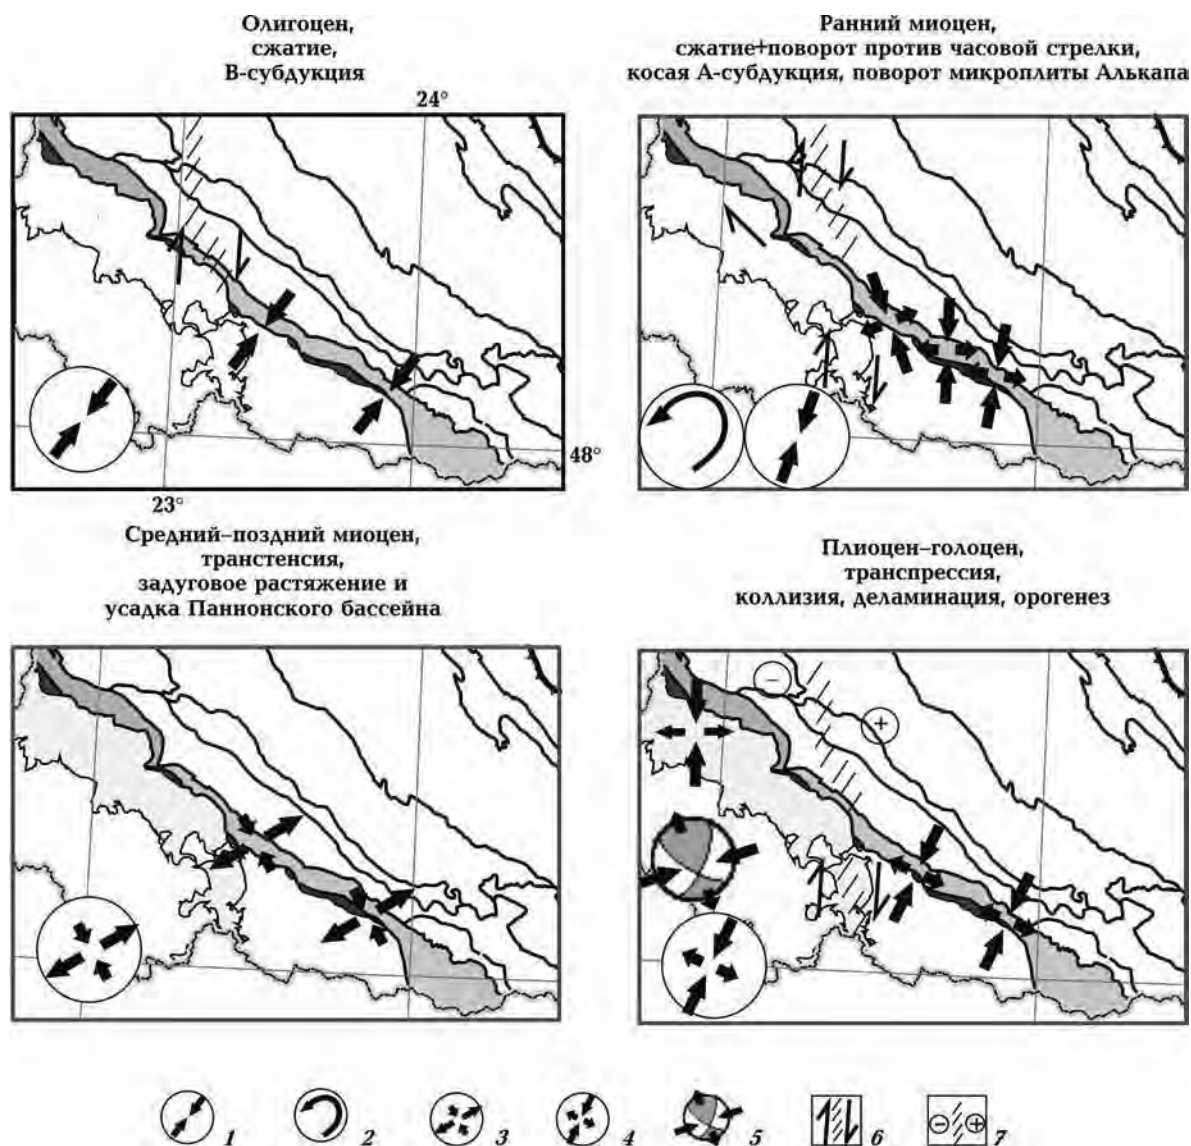 Олигоцен,
сжатие,
В-субдукция
Ранний миоцен,
сжатие+поворот против часовой стрелки,
косая А-субдукция, поворот микроплиты Алькапа
24°
48°
23°
Средний–поздний миоцен,
транстенсия,
задуговое растяжение и
усадка Паннонского бассейна
Плиоцен–голоцен,
транспрессия,
коллизия, деламинация, орогенез
−
+
1 2 3 4 5 6 − + 7